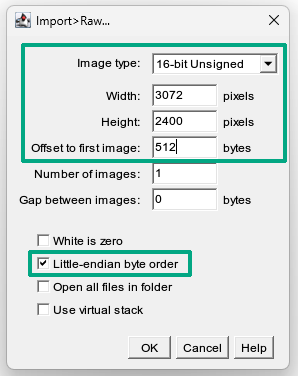 Import>Raw...
Image type: 16-bit Unsigned
Width: 3072 pixels
Height: 2400 pixels
Offset to first image: 512 bytes
Number of images: 1
Gap between images: 0 bytes
White is zero
Little-endian byte order
Open all files in folder
Use virtual stack
OK Cancel Help